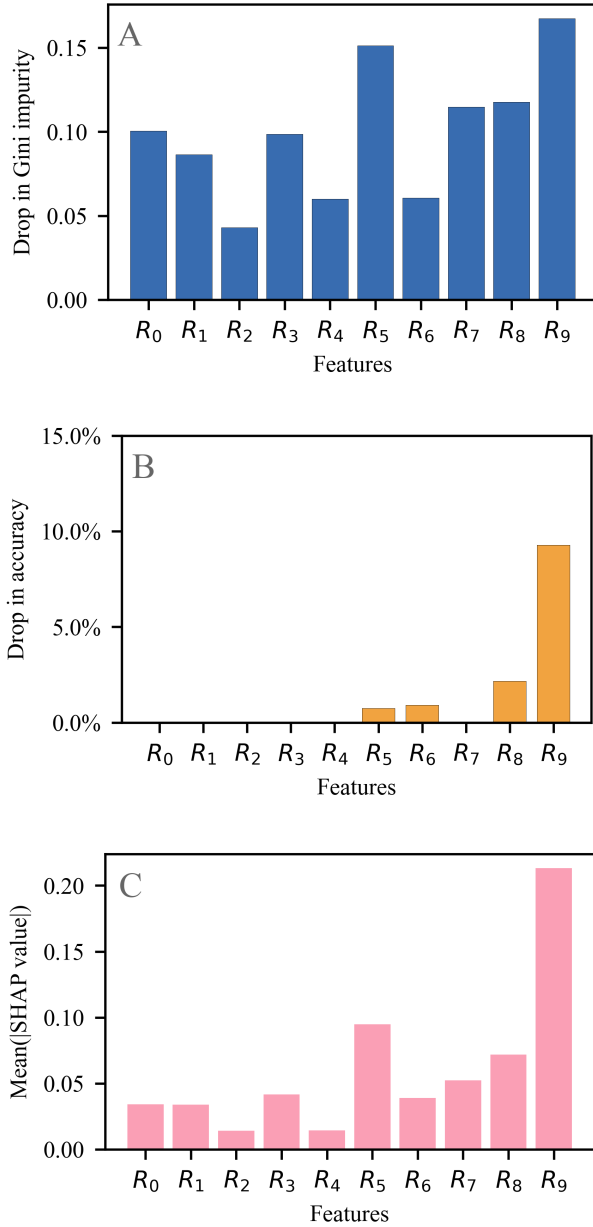 A
Drop in Gini impurity
0.15
0.10
0.05
0.00
R₀ R₁ R₂ R₃ R₄ R₅ R₆ R₇ R₈ R₉
Features
B
Drop in accuracy
15.0%
10.0%
5.0%
0.0%
R₀ R₁ R₂ R₃ R₄ R₅ R₆ R₇ R₈ R₉
Features
C
Mean(|SHAP value|)
0.20
0.15
0.10
0.05
0.00
R₀ R₁ R₂ R₃ R₄ R₅ R₆ R₇ R₈ R₉
Features